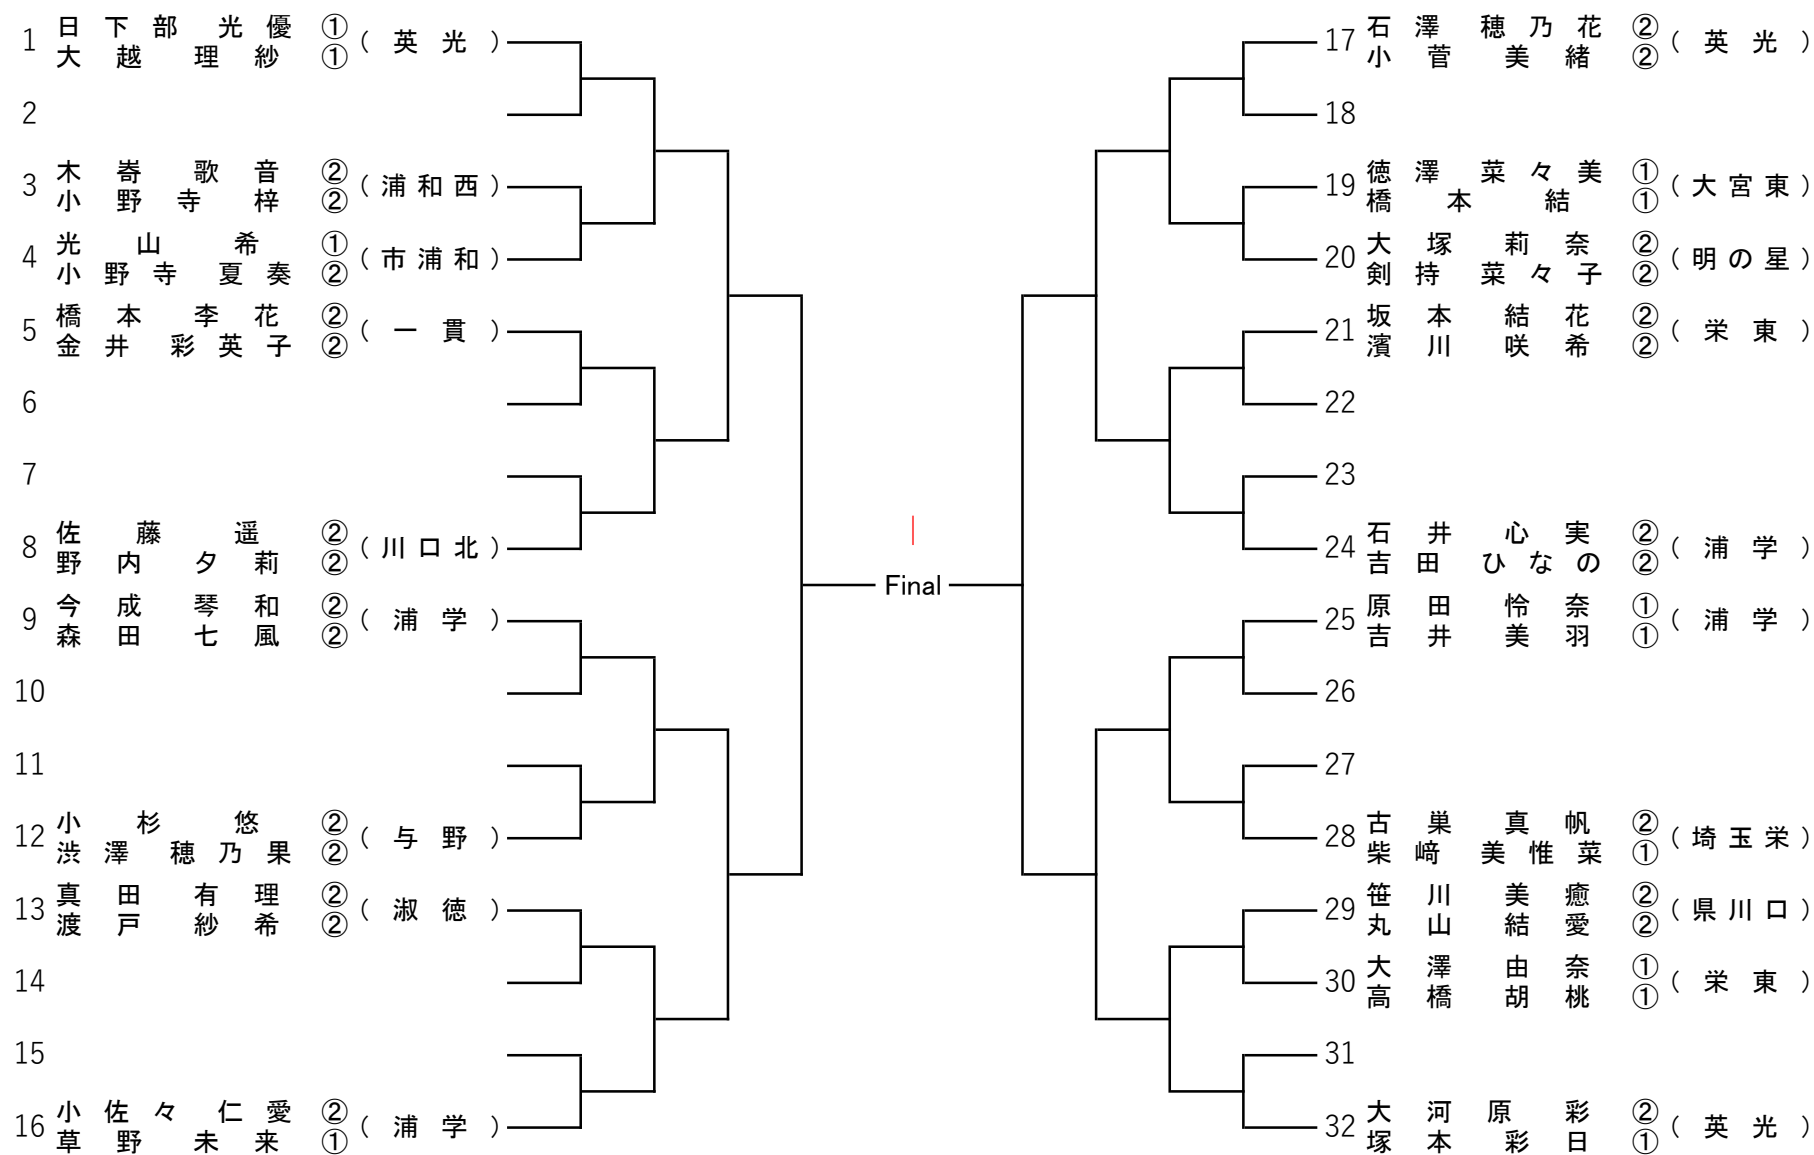 1 日下部 光優 ① (英光)
大越 理紗 ①
2
3 木嵜 歌音 ② (浦和西)
小野寺 梓 ②
4 光山 希 ① (市浦和)
小野寺 夏奏 ②
5 橋本 李花 ② (一貫)
金井 彩英子 ②
6
7
8 佐藤 遥 ② (川口北)
野内 夕莉 ②
9 今成 琴和 ② (浦学)
森田 七風 ②
10
11
12 小杉 悠 ② (与野)
渋澤 穂乃果 ②
13 真田 有理 ② (淑徳)
渡戸 紗希 ②
14
15
16 小佐々 仁愛 ② (浦学)
草野 未来 ①
Final
17 石澤 穂乃花 ② (英光)
小菅 美緒 ②
18
19 徳澤 菜々美 ① (大宮東)
橋本 結 ①
20 大塚 莉奈 ② (明の星)
剣持 菜々子 ②
21 坂本 結花 ② (栄東)
濱川 咲希 ②
22
23
24 石井 心実 ② (浦学)
吉田 ひなの ②
25 原田 怜奈 ① (浦学)
吉井 美羽 ①
26
27
28 古巣 真帆 ② (埼玉栄)
柴﨑 美惟菜 ①
29 笹川 美癒 ② (県川口)
丸山 結愛 ②
30 大澤 由奈 ① (栄東)
高橋 胡桃 ①
31
32 大河原 彩 ② (英光)
塚本 彩日 ①